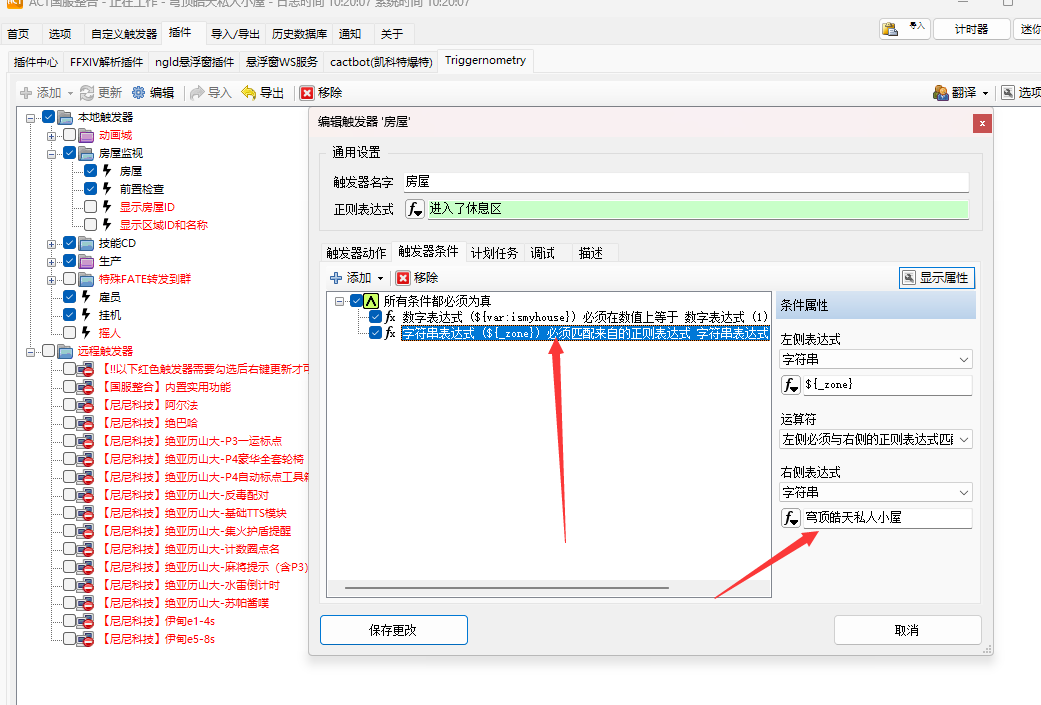 ACT国服整合 - 正在工作 - 穹顶皓天私人小屋 - 日志时间 10:20:07 系统时间 10:20:07
首页 选项 自定义触发器 插件 导入/导出 历史数据库 通知 关于 导入 计时器 迷你
插件中心 FFXIV解析插件 ngld悬浮窗插件 悬浮窗WS服务 cactbot(凯科特爆特) Triggernometry
添加 更新 编辑 导入 导出 移除 翻译 选项
本地触发器
动画域
房屋监视
房屋
前置检查
显示房屋ID
显示区域ID和名称
技能CD
生产
特殊FATE转发到群
雇员
挂机
摇人
远程触发器
【!!以下红色触发器需要勾选后右键更新才可
【国服整合】内置实用功能
【尼尼科技】阿尔法
【尼尼科技】绝巴哈
【尼尼科技】绝亚历山大-P3一运标点
【尼尼科技】绝亚历山大-P4豪华全套轮椅
【尼尼科技】绝亚历山大-P4自动标点工具箱
【尼尼科技】绝亚历山大-反毒配对
【尼尼科技】绝亚历山大-基础TTS模块
【尼尼科技】绝亚历山大-集火护盾提醒
【尼尼科技】绝亚历山大-计数圈点名
【尼尼科技】绝亚历山大-麻将提示（含P3）
【尼尼科技】绝亚历山大-水雷倒计时
【尼尼科技】绝亚历山大-苏帕酱噗
【尼尼科技】伊甸e1-4s
【尼尼科技】伊甸e5-8s
编辑触发器 '房屋'
x
通用设置
触发器名字 房屋
正则表达式 进入了休息区
触发器动作 触发器条件 计划任务 调试 描述
添加 移除 显示属性
所有条件都必须为真
fx 数字表达式 (${var:ismyhouse}) 必须在数值上等于 数字表达式 (1)
fx 字符串表达式 (${_zone}) 必须匹配来自的正则表达式 字符串表达式
条件属性
左侧表达式
字符串
${_zone}
运算符
左侧必须与右侧的正则表达式匹配
右侧表达式
字符串
穹顶皓天私人小屋
保存更改 取消